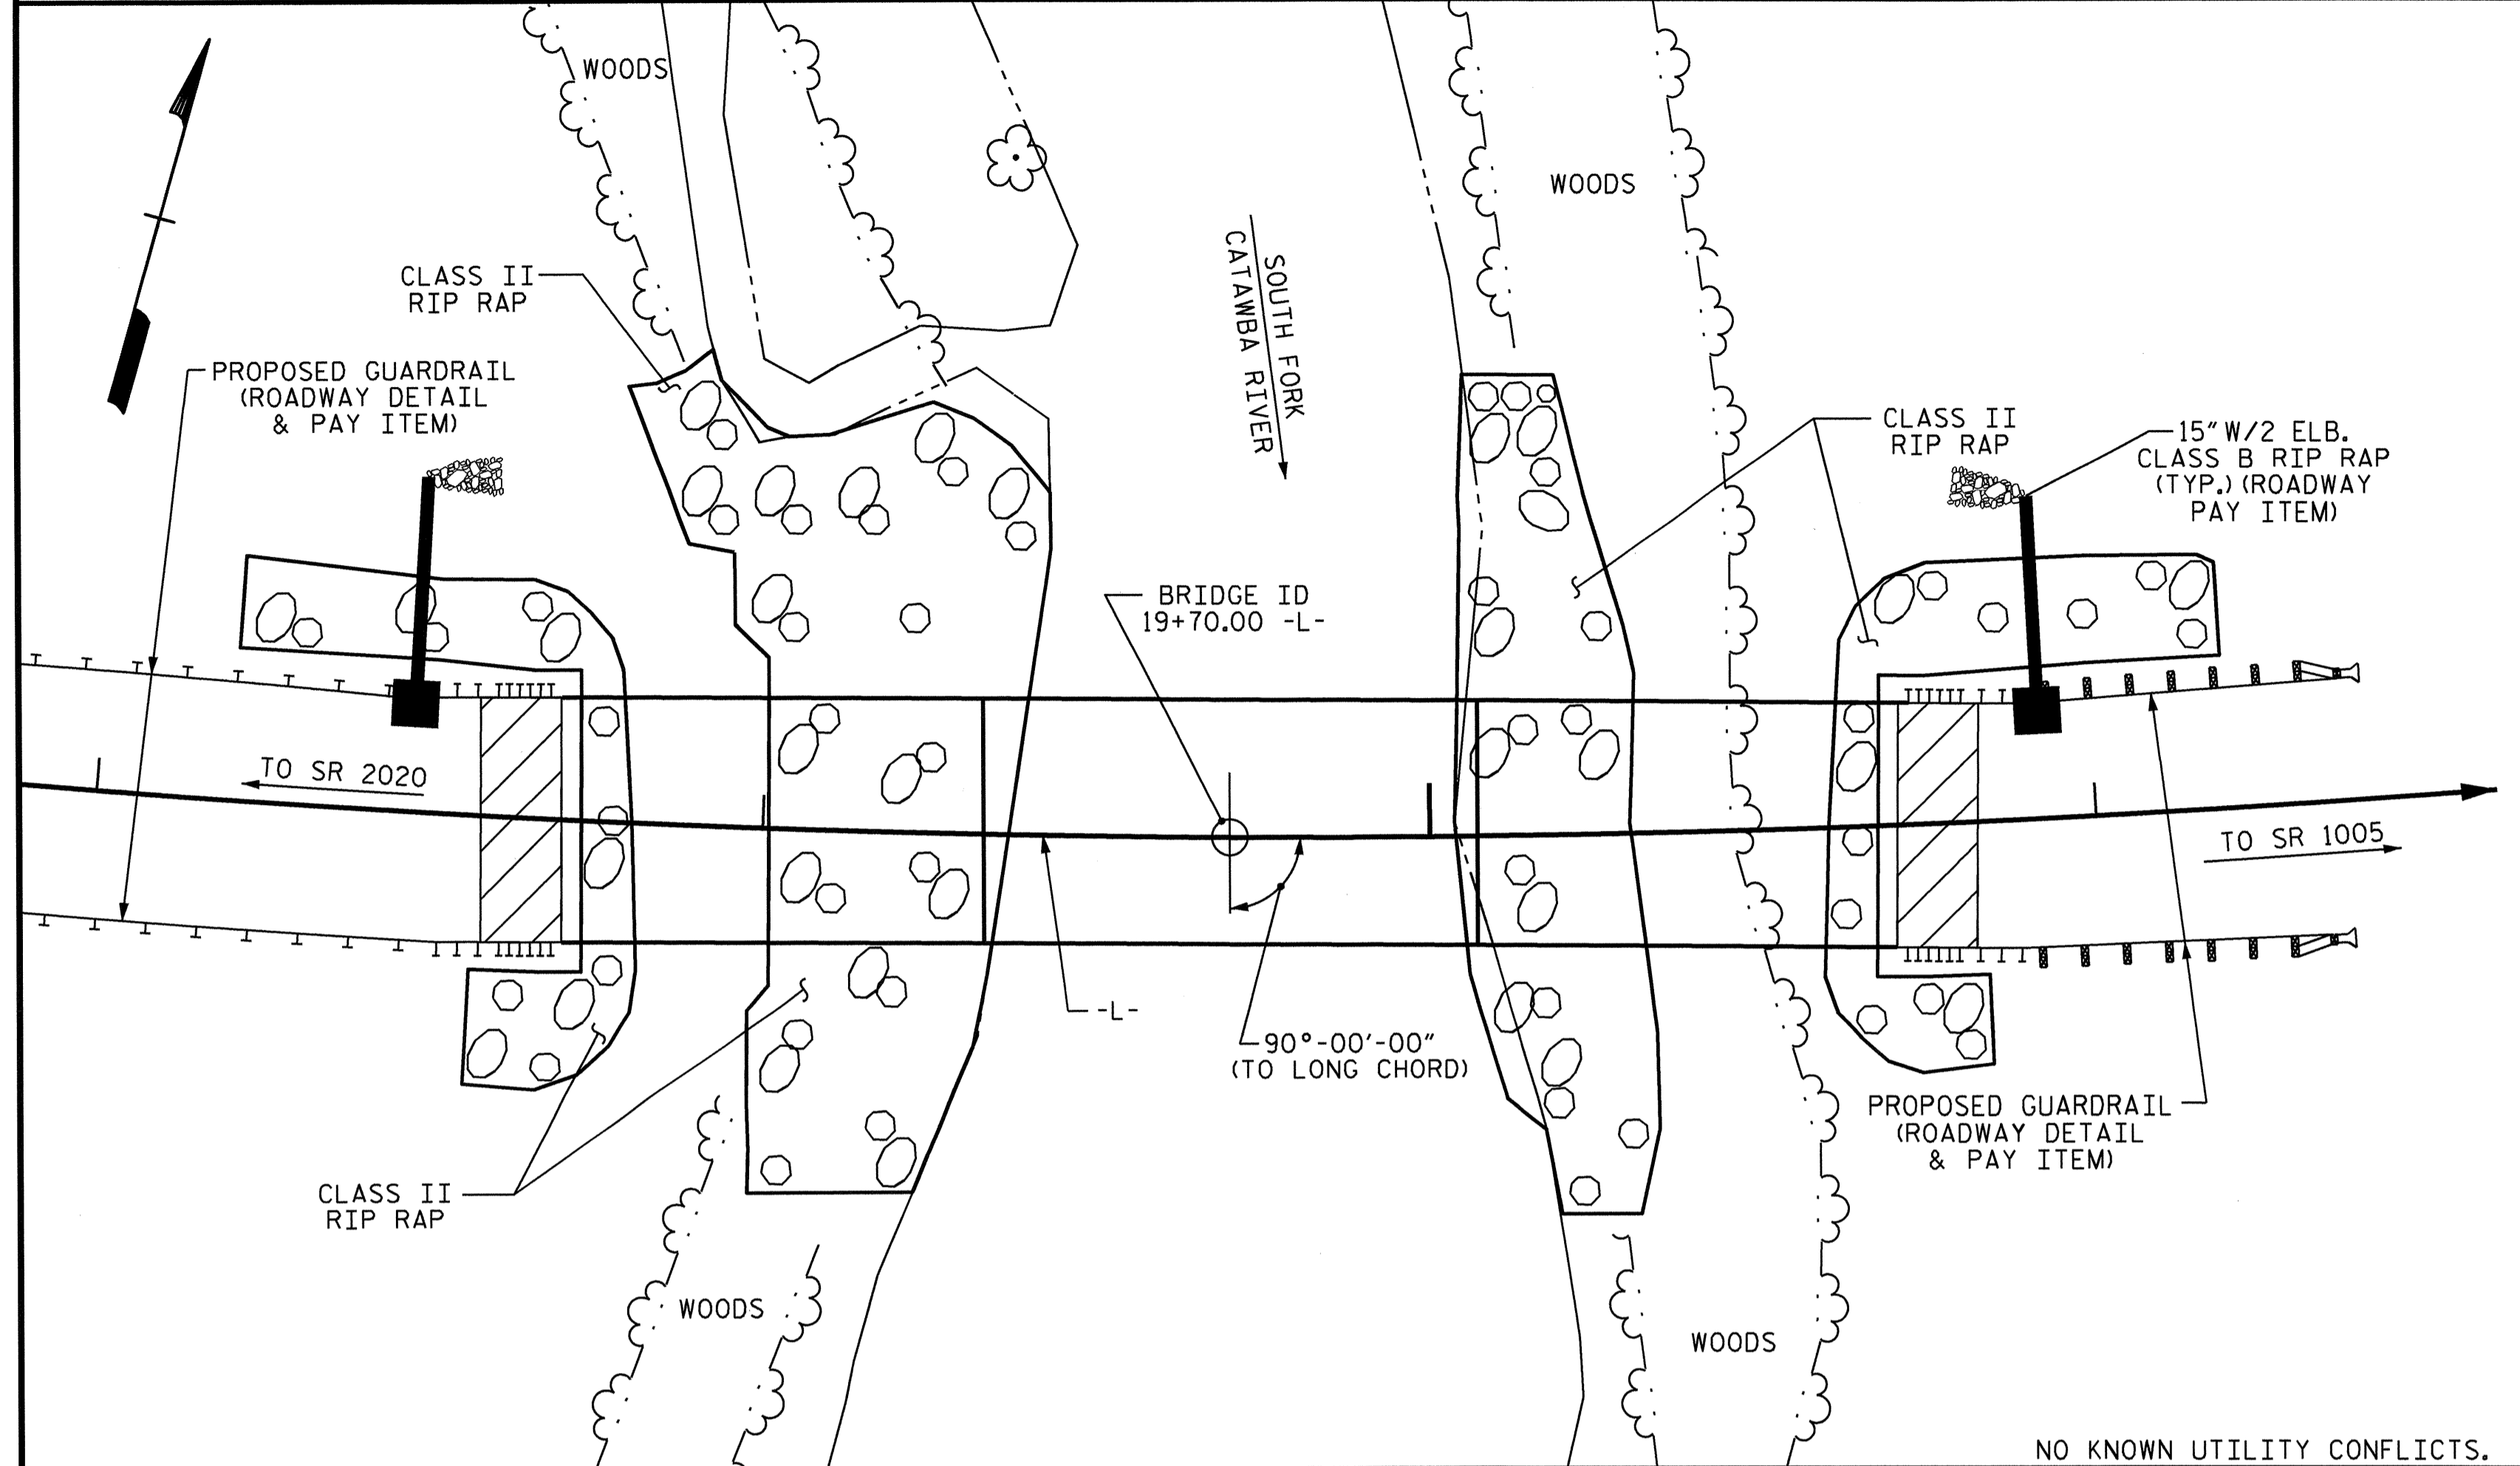 WOODS
WOODS
CLASS II
RIP RAP
SOUTH FORK
CATAWBA RIVER
PROPOSED GUARDRAIL
(ROADWAY DETAIL
& PAY ITEM)
CLASS II
RIP RAP
15" W/2 ELB.
CLASS B RIP RAP
(TYP.) (ROADWAY
PAY ITEM)
BRIDGE ID
19+70.00 -L-
TO SR 2020
TO SR 1005
-L-
90°-00'-00"
(TO LONG CHORD)
PROPOSED GUARDRAIL
(ROADWAY DETAIL
& PAY ITEM)
CLASS II
RIP RAP
WOODS
WOODS
NO KNOWN UTILITY CONFLICTS.